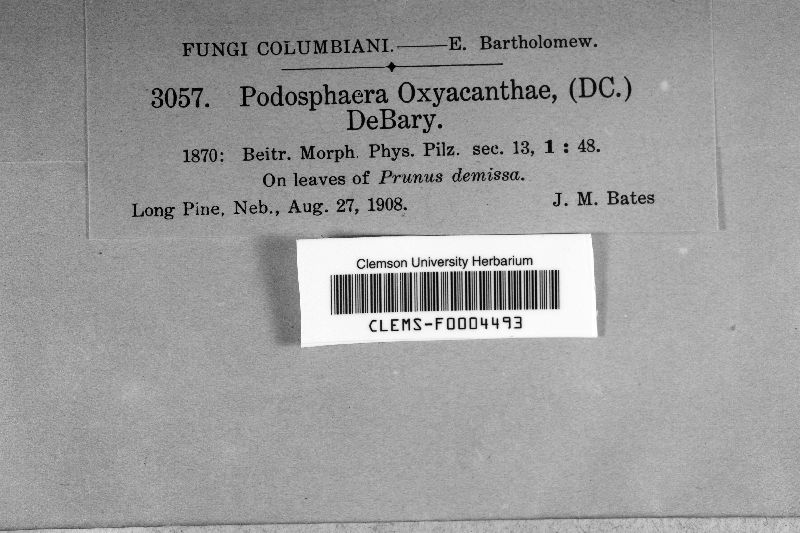 FUNGI COLUMBIANI.——E. Bartholomew.
3057. Podosphaera Oxyacanthae, (DC.)
DeBary.
1870: Beitr. Morph. Phys. Pilz. sec. 13, 1 : 48.
On leaves of Prunus demissa.
Long Pine, Neb., Aug. 27, 1908. J. M. Bates
Clemson University Herbarium
CLEMS-F0004493